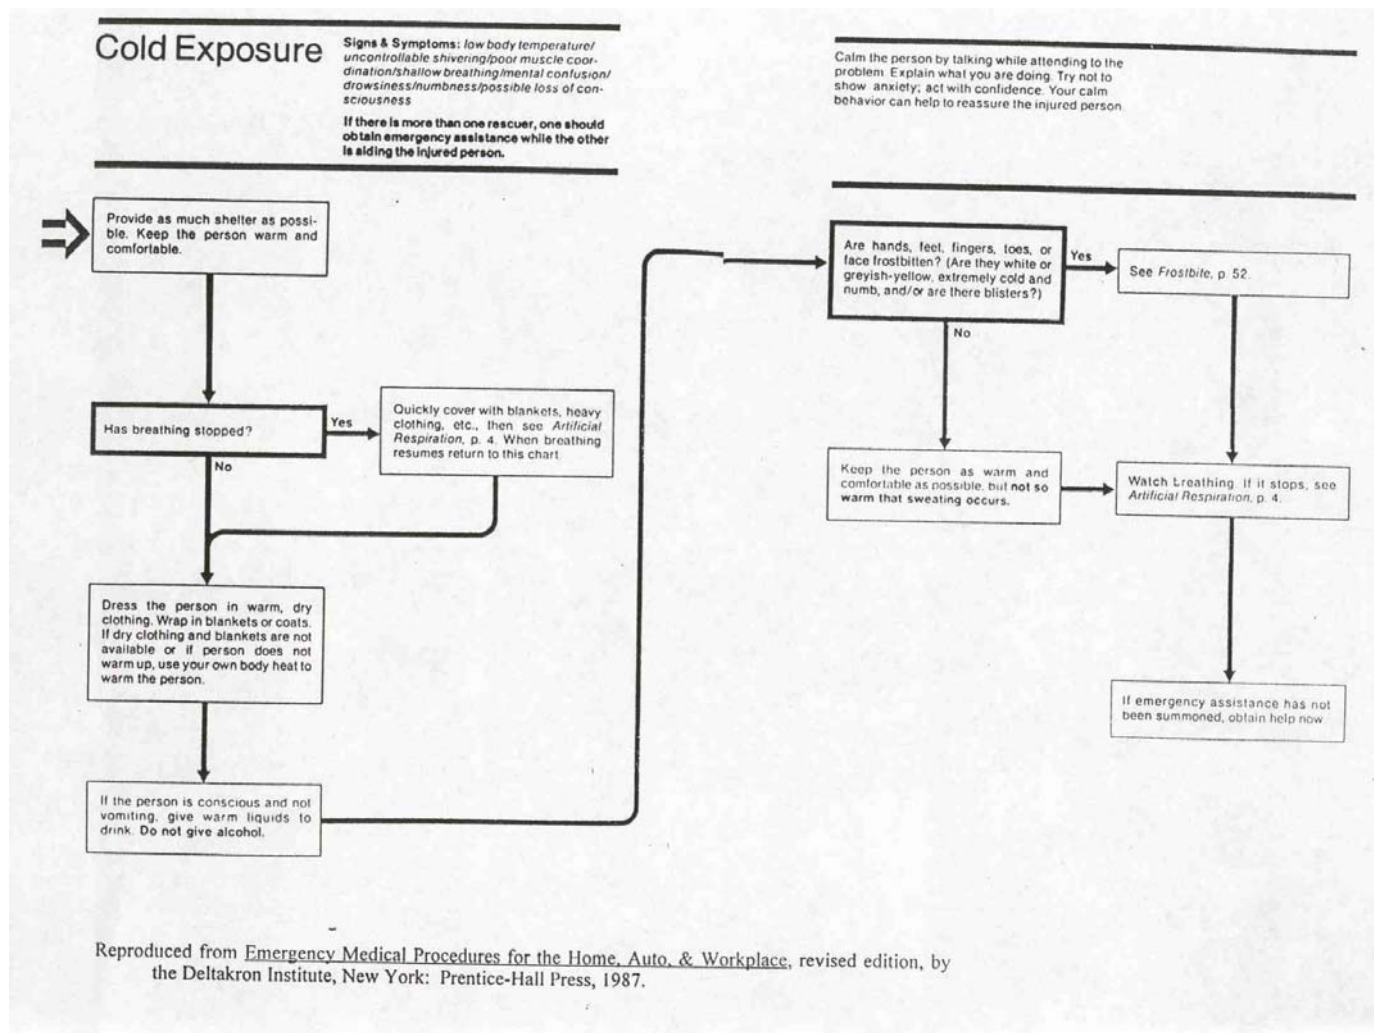 Cold Exposure
Signs & Symptoms: low body temperature/
uncontrollable shivering/poor muscle coor-
dination/shallow breathing/mental confusion/
drowsiness/numbness/possible loss of con-
sciousness
If there is more than one rescuer, one should
obtain emergency assistance while the other
is aiding the injured person.
Calm the person by talking while attending to the
problem. Explain what you are doing. Try not to
show anxiety; act with confidence. Your calm
behavior can help to reassure the injured person
Provide as much shelter as possi-
ble. Keep the person warm and
comfortable.
Has breathing stopped?
Yes
Quickly cover with blankets, heavy
clothing, etc., then see Artificial
Respiration, p. 4. When breathing
resumes return to this chart.
No
Dress the person in warm, dry
clothing. Wrap in blankets or coats.
If dry clothing and blankets are not
available or if person does not
warm up, use your own body heat to
warm the person.
If the person is conscious and not
vomiting, give warm liquids to
drink. Do not give alcohol.
Are hands, feet, fingers, toes, or
face frostbitten? (Are they white or
greyish-yellow, extremely cold and
numb, and/or are there blisters?)
Yes
See Frostbite, p. 52.
No
Keep the person as warm and
comfortable as possible, but not so
warm that sweating occurs.
Watch breathing. If it stops, see
Artificial Respiration, p. 4.
If emergency assistance has not
been summoned, obtain help now
Reproduced from Emergency Medical Procedures for the Home, Auto, & Workplace, revised edition, by
the Deltakron Institute, New York: Prentice-Hall Press, 1987.